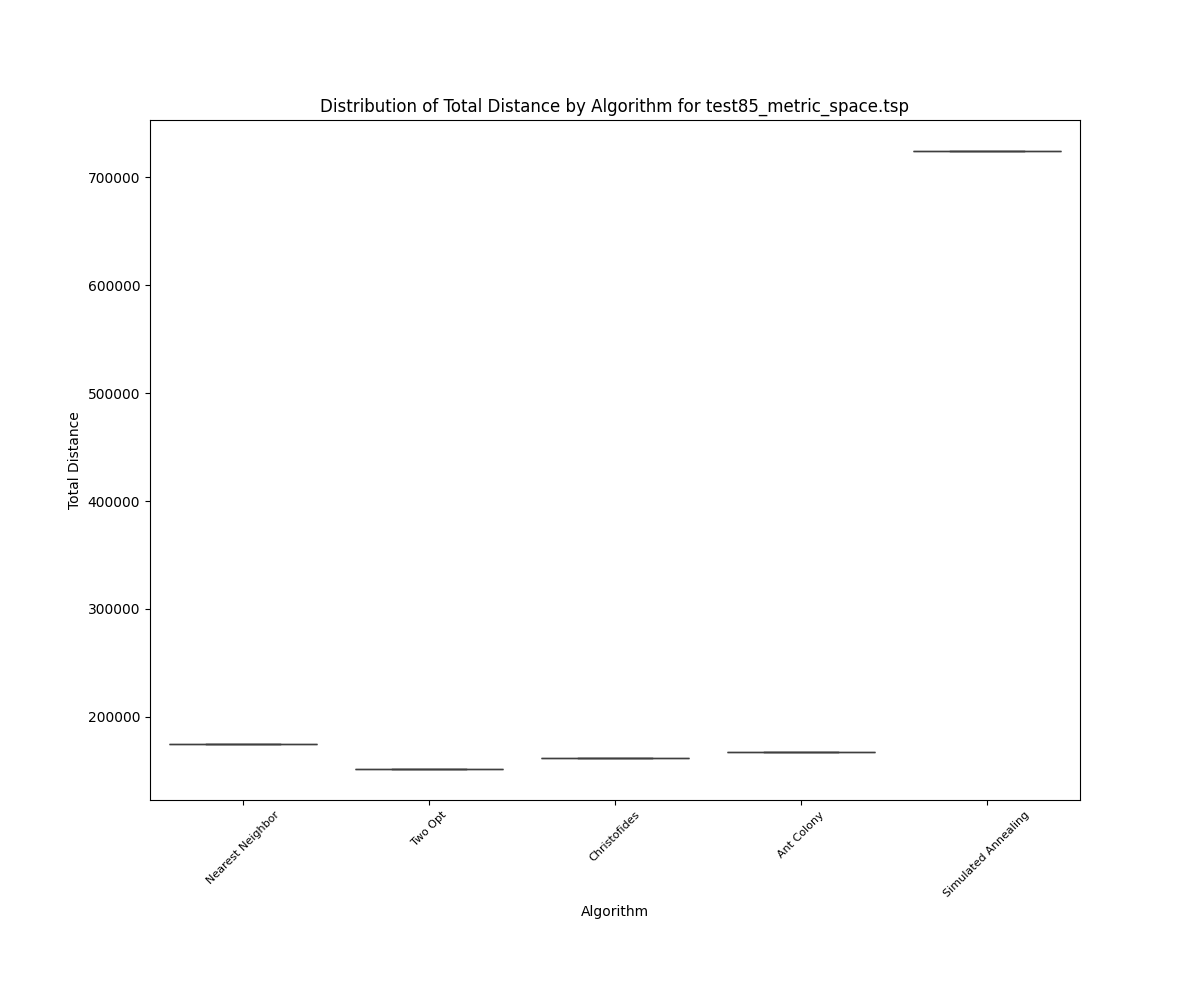 Distribution of Total Distance by Algorithm for test85_metric_space.tsp
700000
600000
500000
400000
300000
200000
Total Distance
Nearest Neighbor
Two Opt
Christofides
Ant Colony
Simulated Annealing
Algorithm